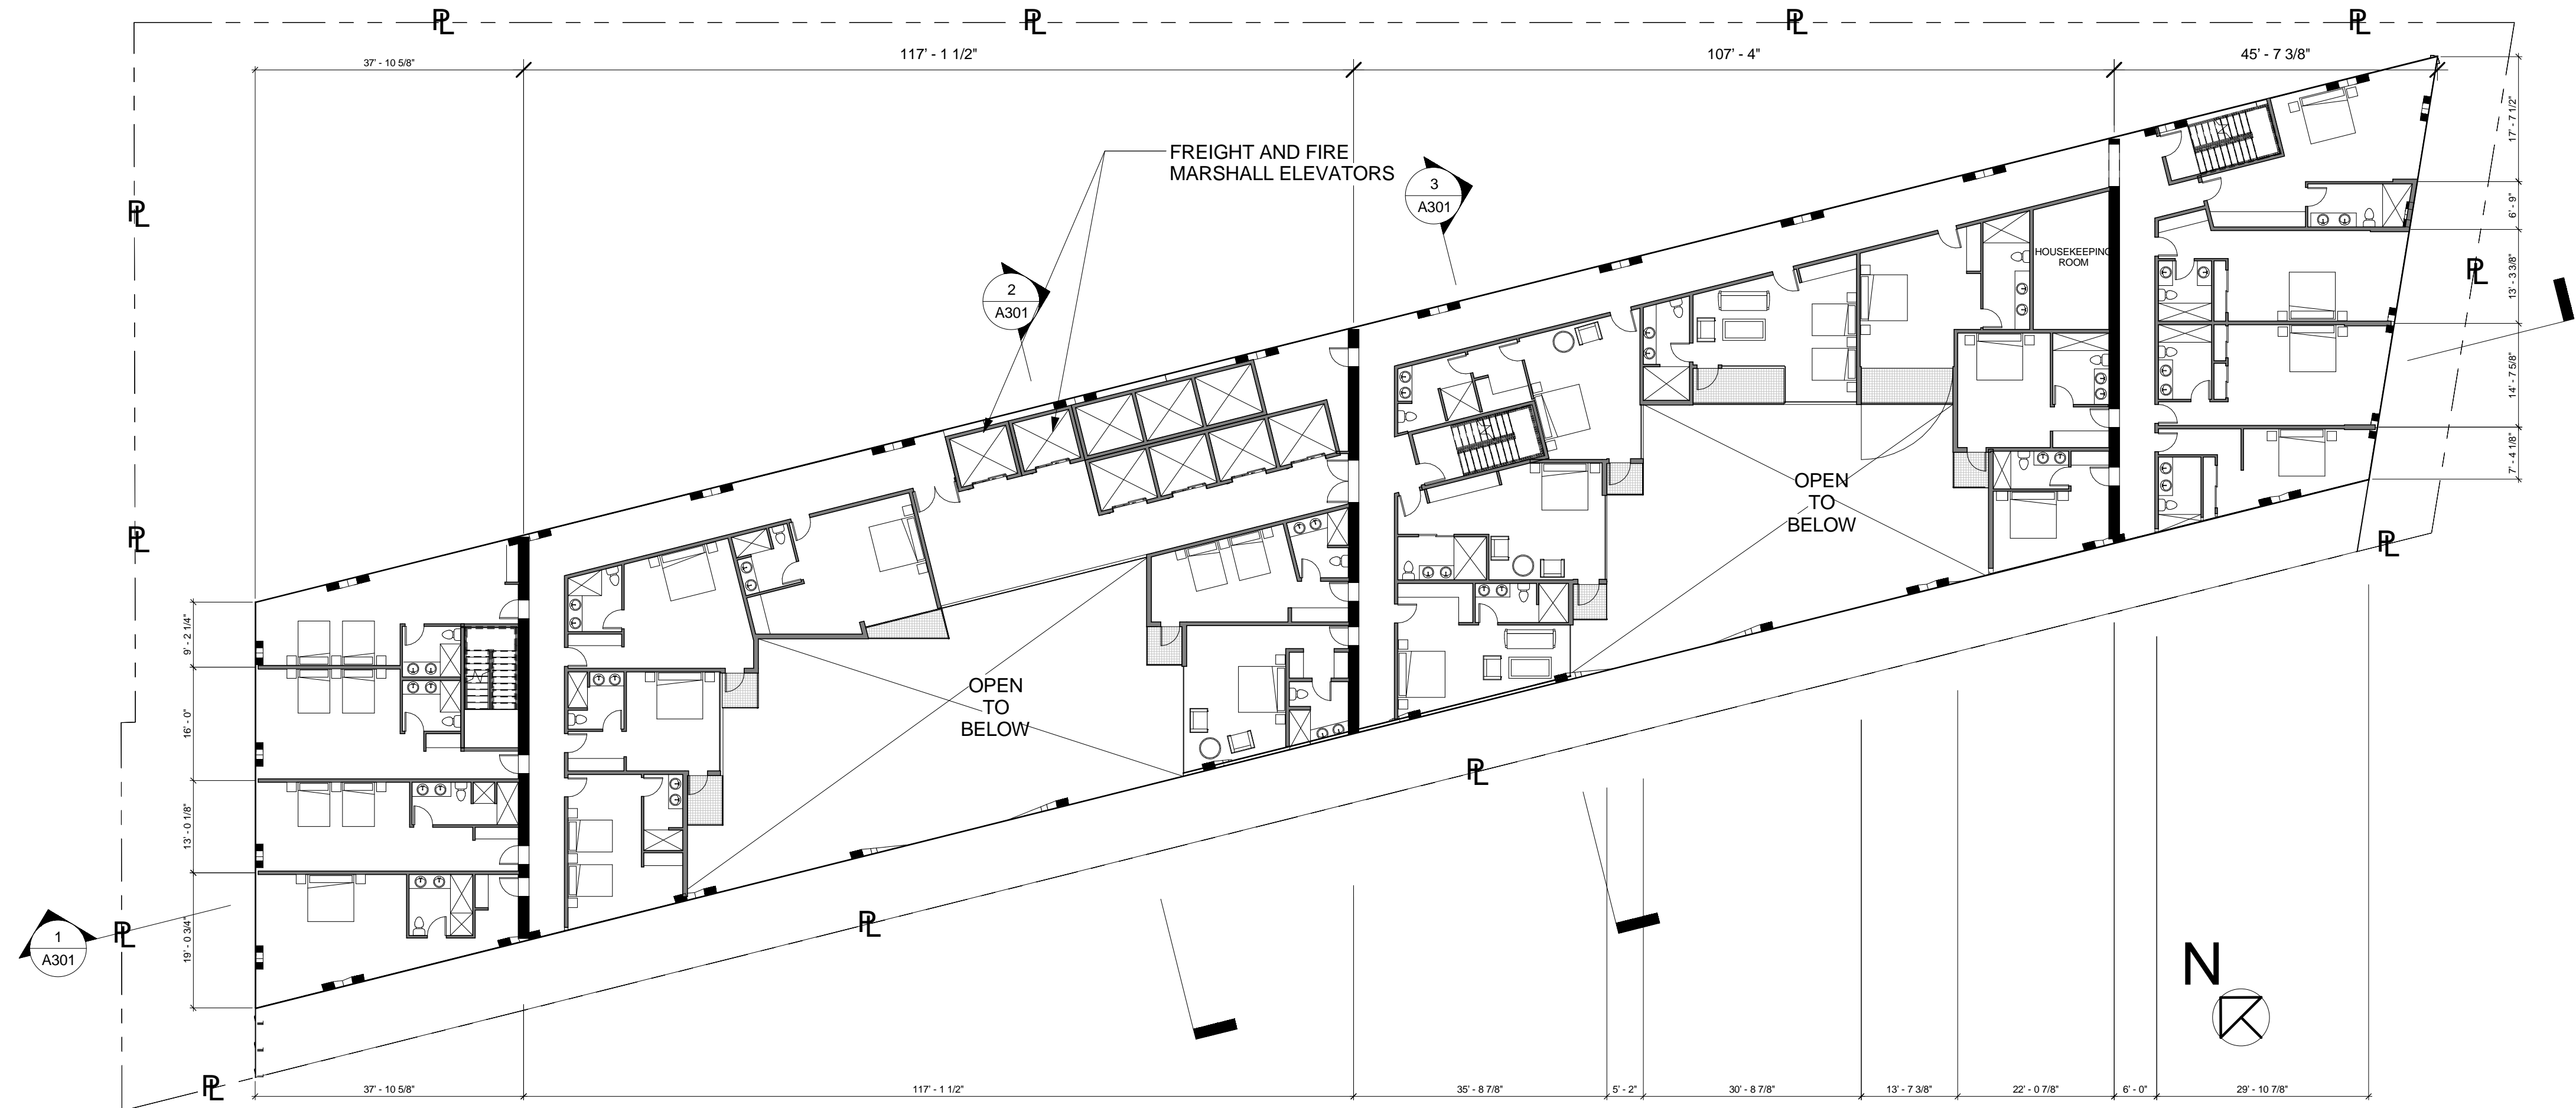 PL PL PL PL
37' - 10 5/8" 117' - 1 1/2" 107' - 4" 45' - 7 3/8"
FREIGHT AND FIRE
MARSHALL ELEVATORS
3
A301
2
A301
PL
PL
HOUSEKEEPING
ROOM
PL
17' - 7 1/2"
6' - 9"
13' - 3 3/8"
14' - 7 5/8"
7' - 4 1/8"
OPEN
TO
BELOW
PL
OPEN
TO
BELOW
9' - 2 1/4"
16' - 0"
13' - 0 1/8"
19' - 0 3/4"
PL
PL
PL
1
A301
PL
N
PL
37' - 10 5/8" 117' - 1 1/2" 35' - 8 7/8" 5' - 2" 30' - 8 7/8" 13' - 7 3/8" 22' - 0 7/8" 6' - 0" 29' - 10 7/8"